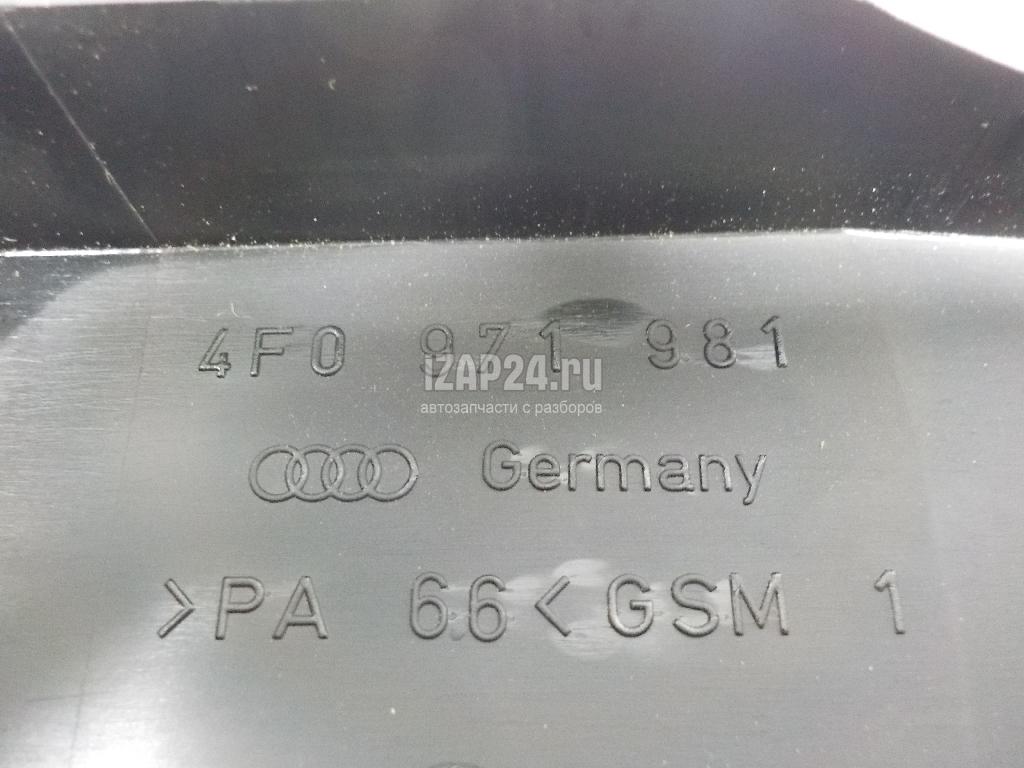 4F0 971 981
iZAP24.ru
автозапчасти с разборов
Germany
>PA 66< GSM 1